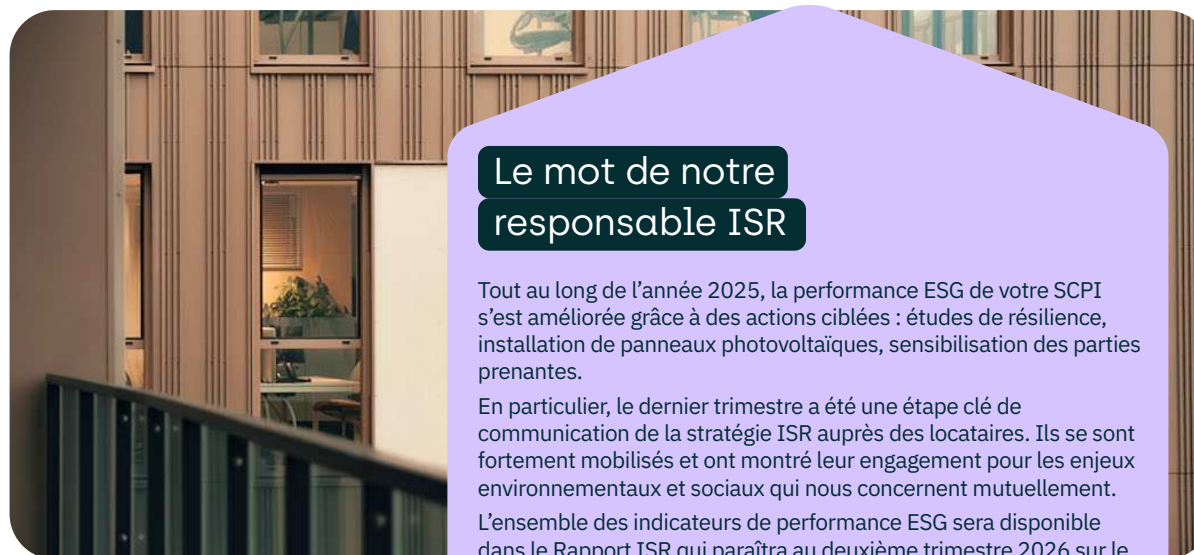 Le mot de notre
responsable ISR
Tout au long de l’année 2025, la performance ESG de votre SCPI
s’est améliorée grâce à des actions ciblées : études de résilience,
installation de panneaux photovoltaïques, sensibilisation des parties
prenantes.
En particulier, le dernier trimestre a été une étape clé de
communication de la stratégie ISR auprès des locataires. Ils se sont
fortement mobilisés et ont montré leur engagement pour les enjeux
environnementaux et sociaux qui nous concernent mutuellement.
L’ensemble des indicateurs de performance ESG sera disponible
dans le Rapport ISR qui paraîtra au deuxième trimestre 2026 sur le